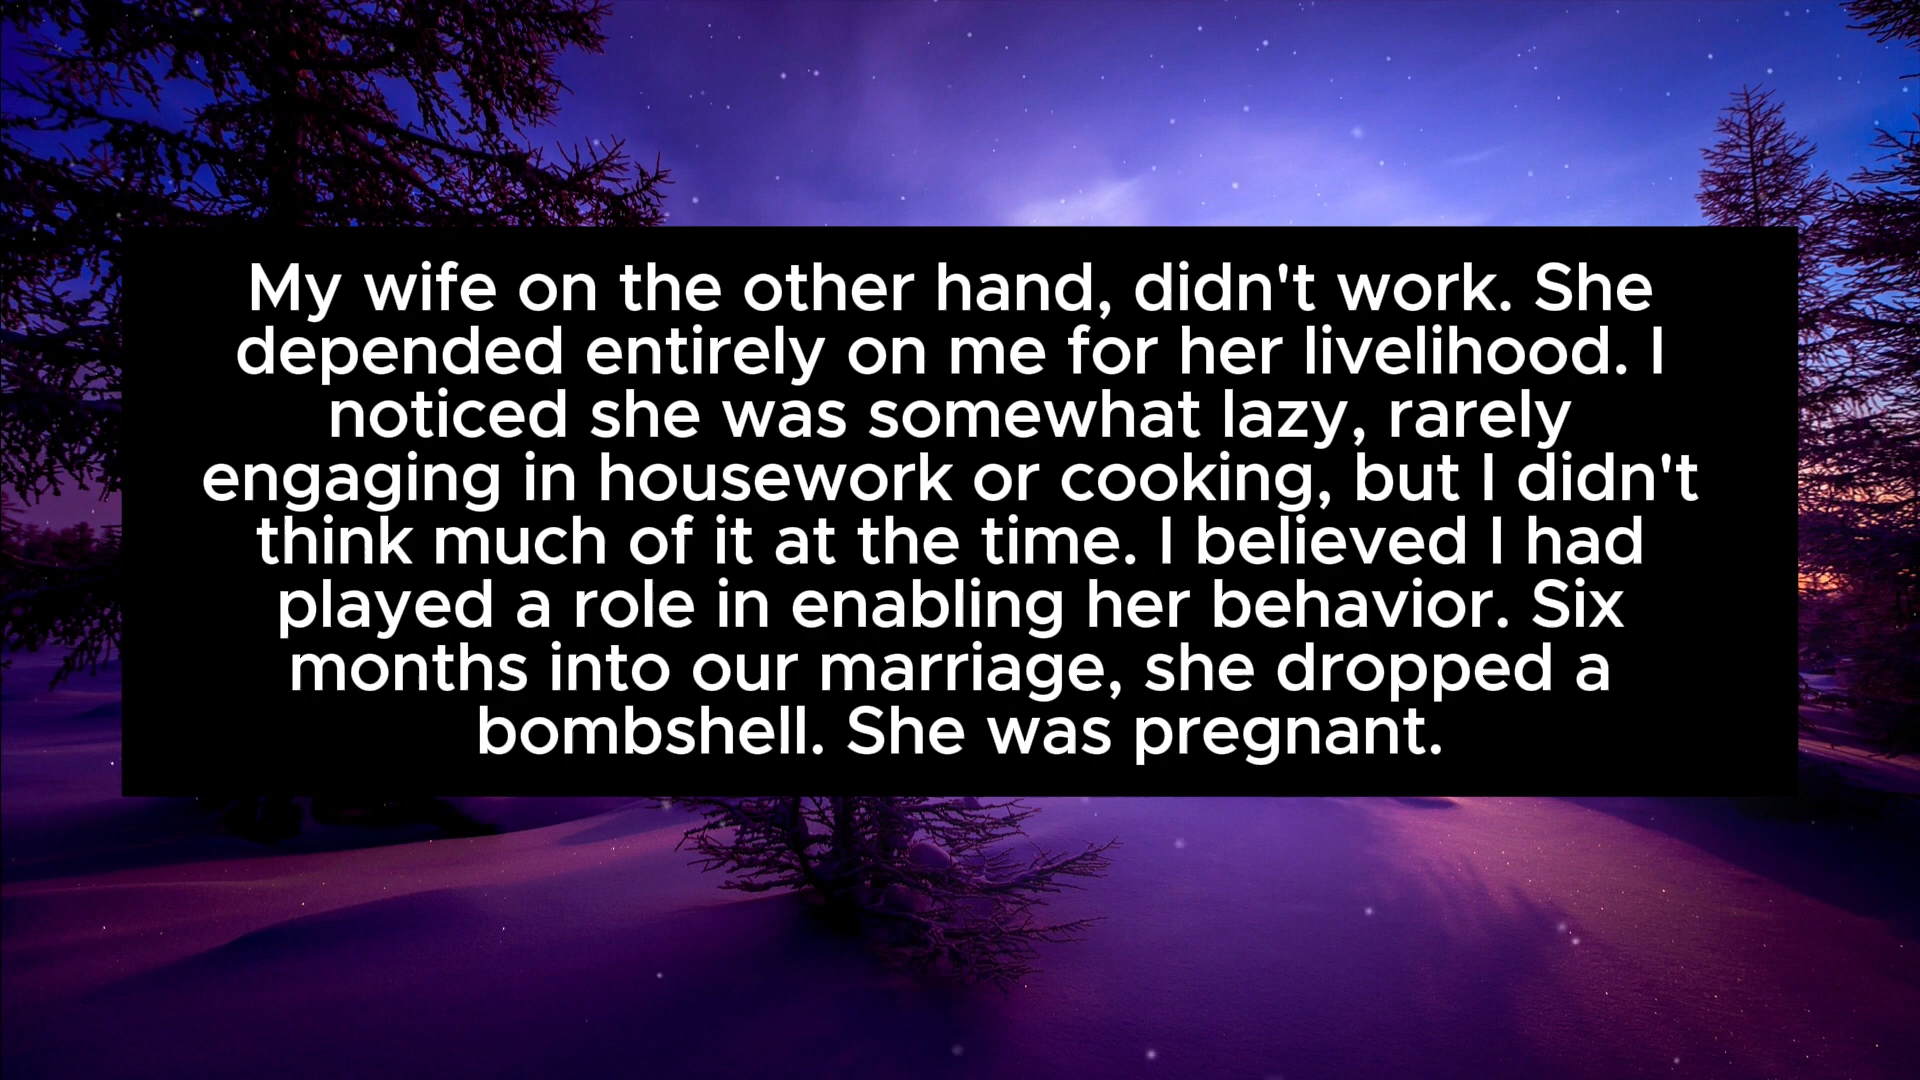 My wife on the other hand, didn't work. She
depended entirely on me for her livelihood. I
noticed she was somewhat lazy, rarely
engaging in housework or cooking, but I didn't
think much of it at the time. I believed I had
played a role in enabling her behavior. Six
months into our marriage, she dropped a
bombshell. She was pregnant.